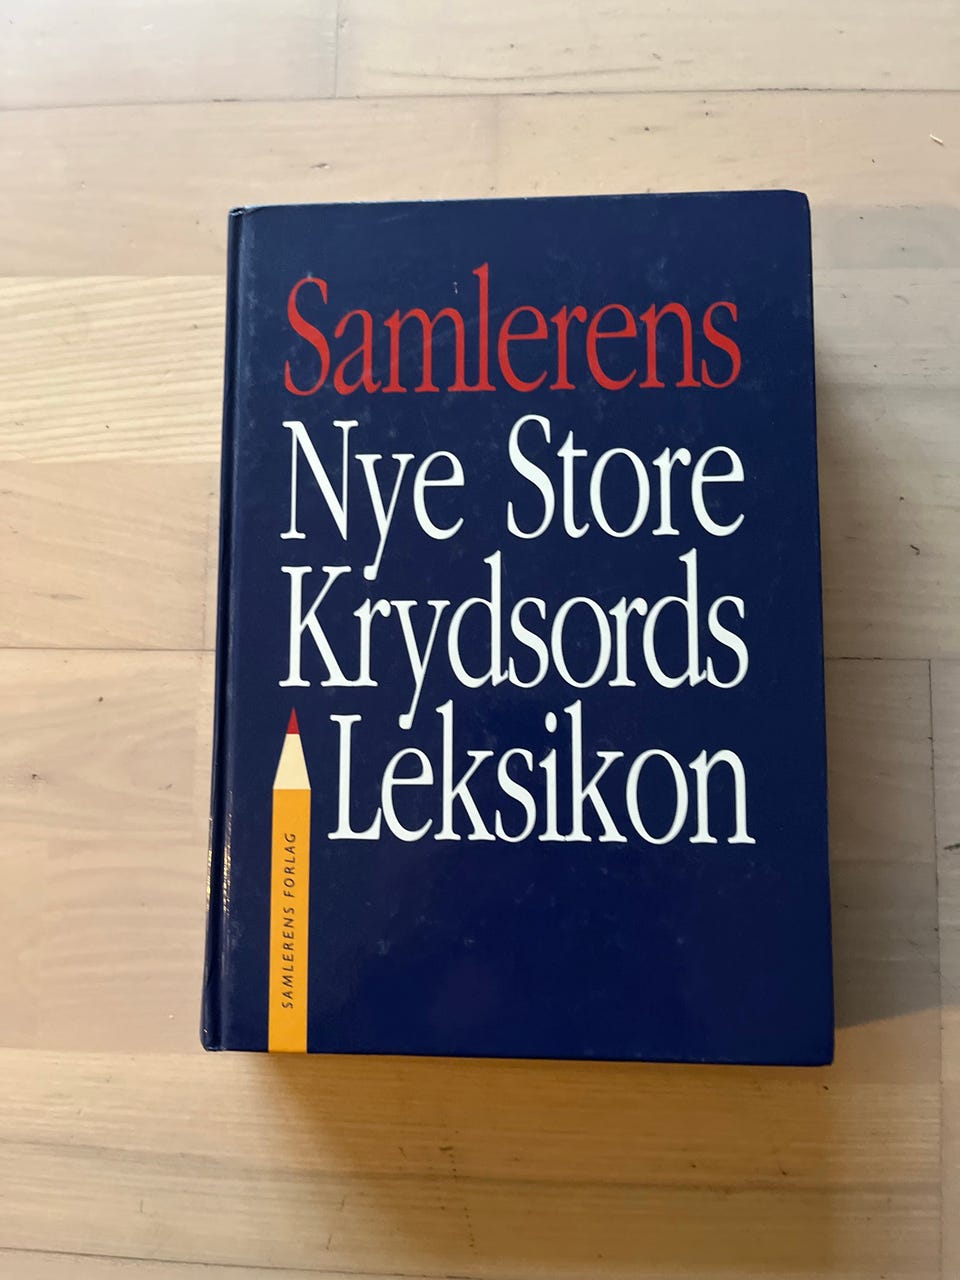 Samlerens
Nye Store
Krydsords
Leksikon
SAMLERENS FORLAG